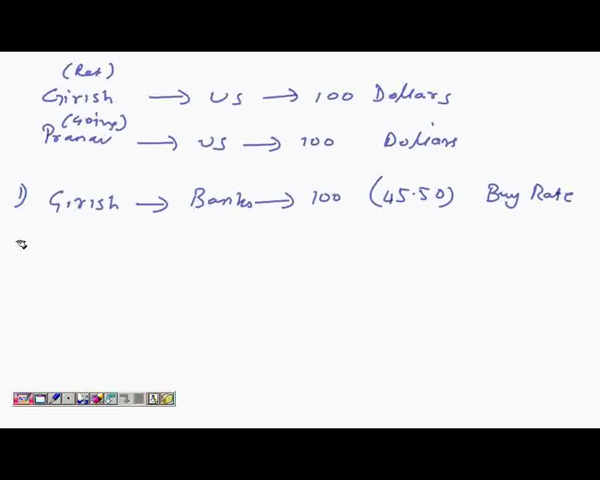 (Ret)
Girish → US → 100 Dollars
(Going)
Pranav → US → 100 Dollars
1) Girish → Banks → 100 (45.50) Buy Rate